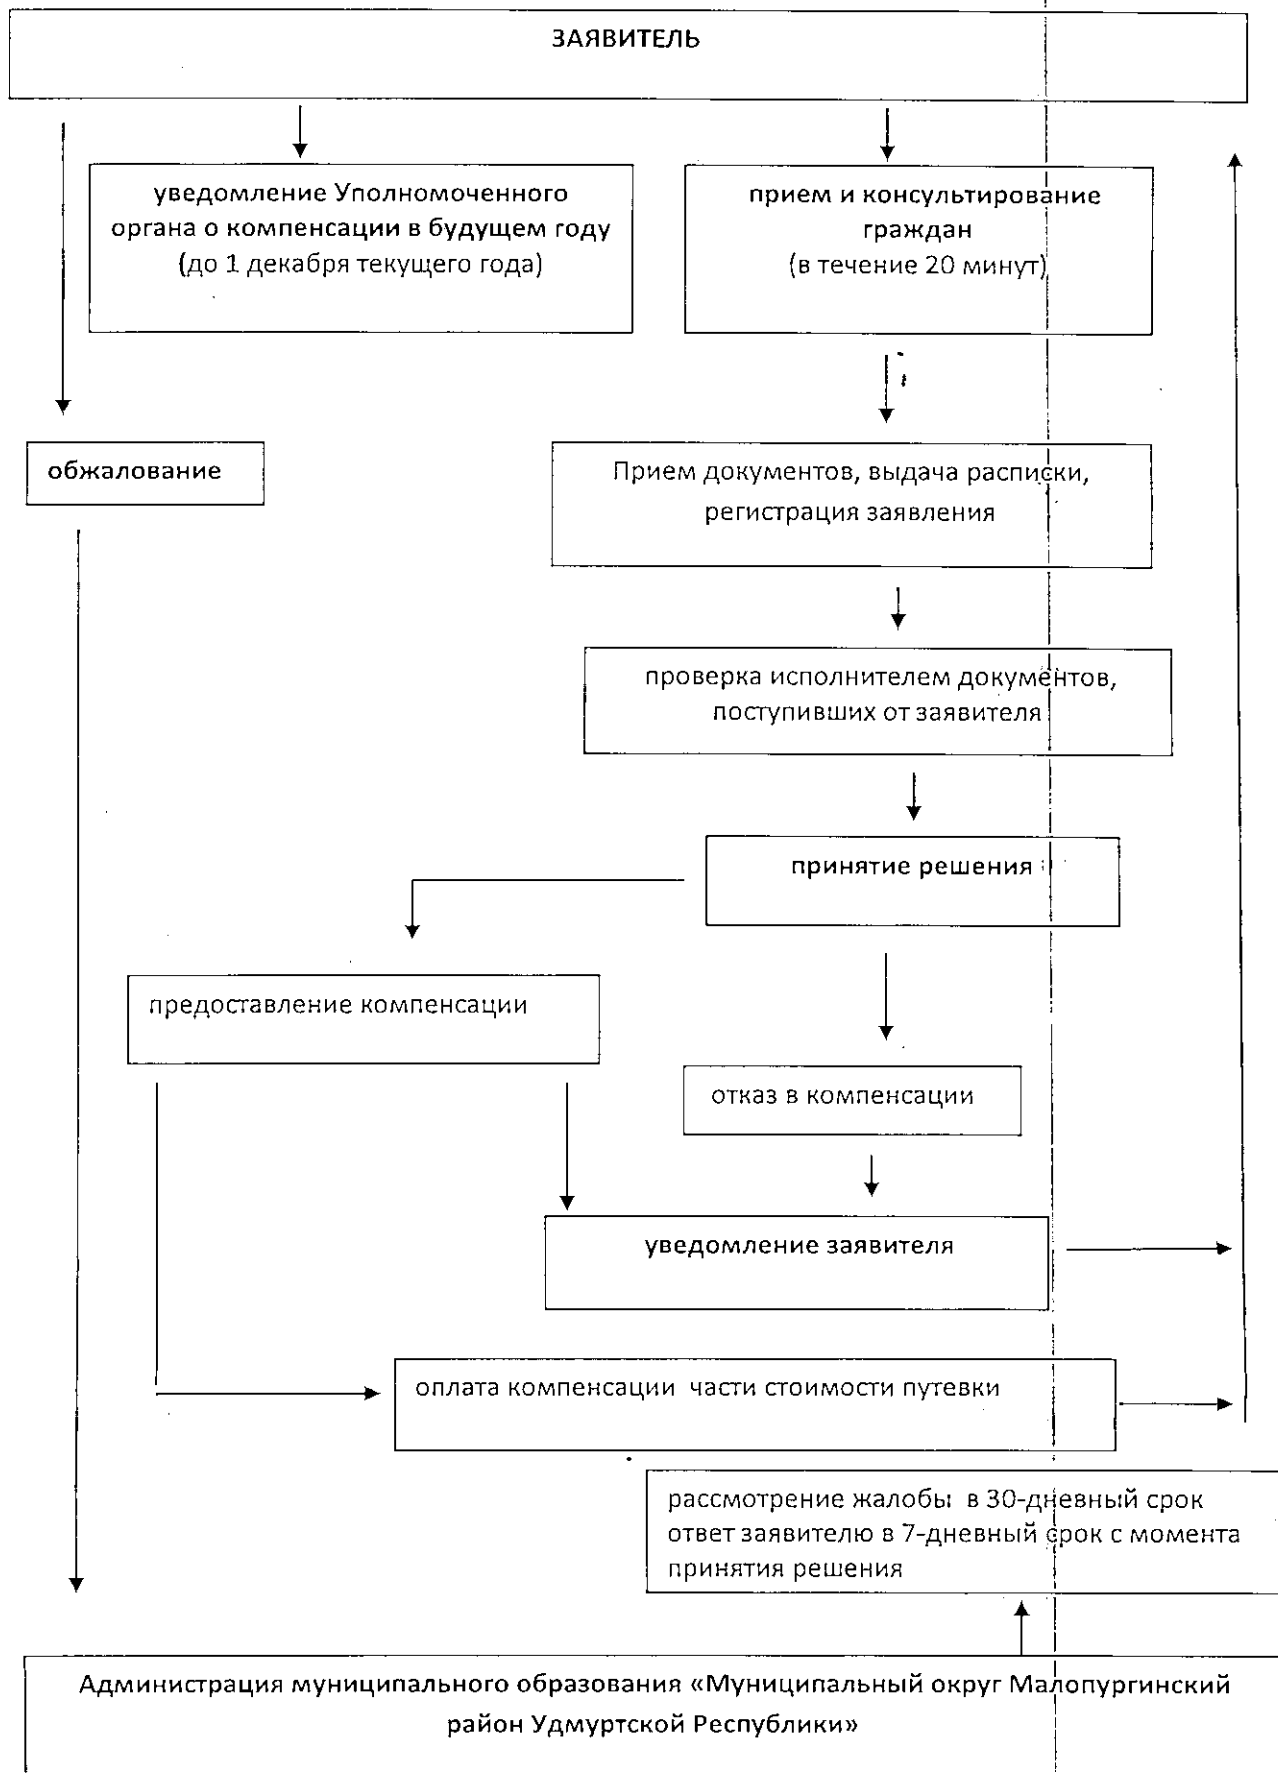 ЗАЯВИТЕЛЬ
уведомление Уполномоченного
органа о компенсации в будущем году
(до 1 декабря текущего года)
прием и консультирование
граждан
(в течение 20 минут)
обжалование
Прием документов, выдача расписки,
регистрация заявления
проверка исполнителем документов,
поступивших от заявителя
принятие решения
предоставление компенсации
отказ в компенсации
уведомление заявителя
оплата компенсации части стоимости путевки
рассмотрение жалобы в 30-дневный срок
ответ заявителю в 7-дневный срок с момента
принятия решения
Администрация муниципального образования «Муниципальный округ Малопургинский
район Удмуртской Республики»